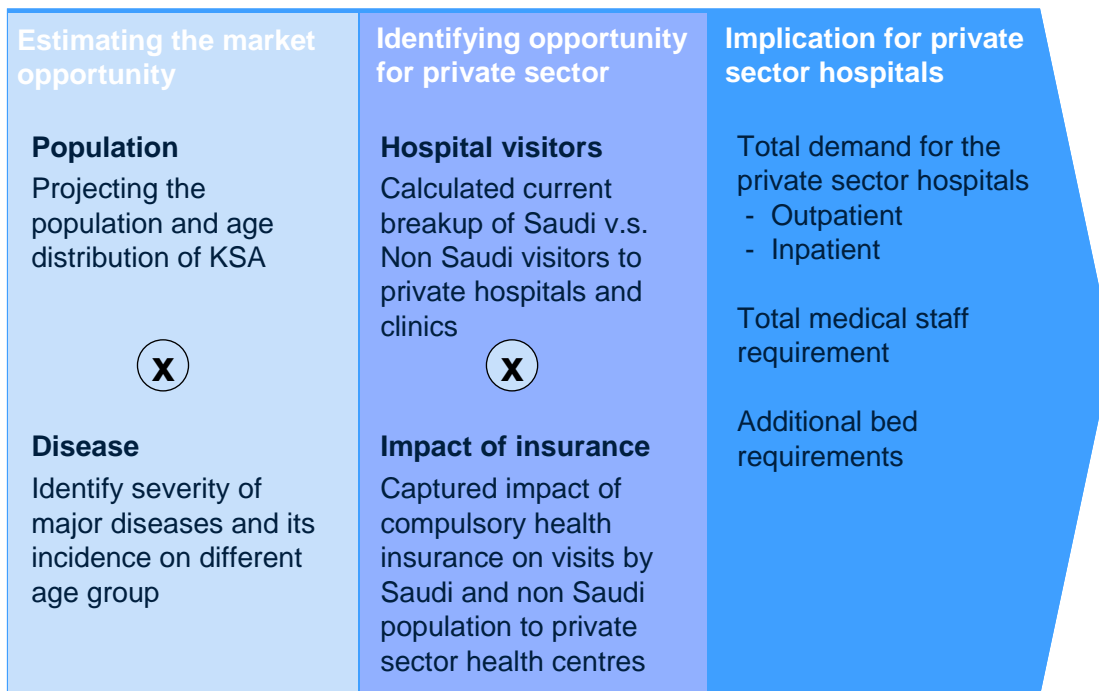 Estimating the market
opportunity
Population
Projecting the
population and age
distribution of KSA
x
Disease
Identify severity of
major diseases and its
incidence on different
age group
Identifying opportunity
for private sector
Hospital visitors
Calculated current
breakup of Saudi v.s.
Non Saudi visitors to
private hospitals and
clinics
x
Impact of insurance
Captured impact of
compulsory health
insurance on visits by
Saudi and non Saudi
population to private
sector health centres
Implication for private
sector hospitals
Total demand for the
private sector hospitals
- Outpatient
- Inpatient
Total medical staff
requirement
Additional bed
requirements